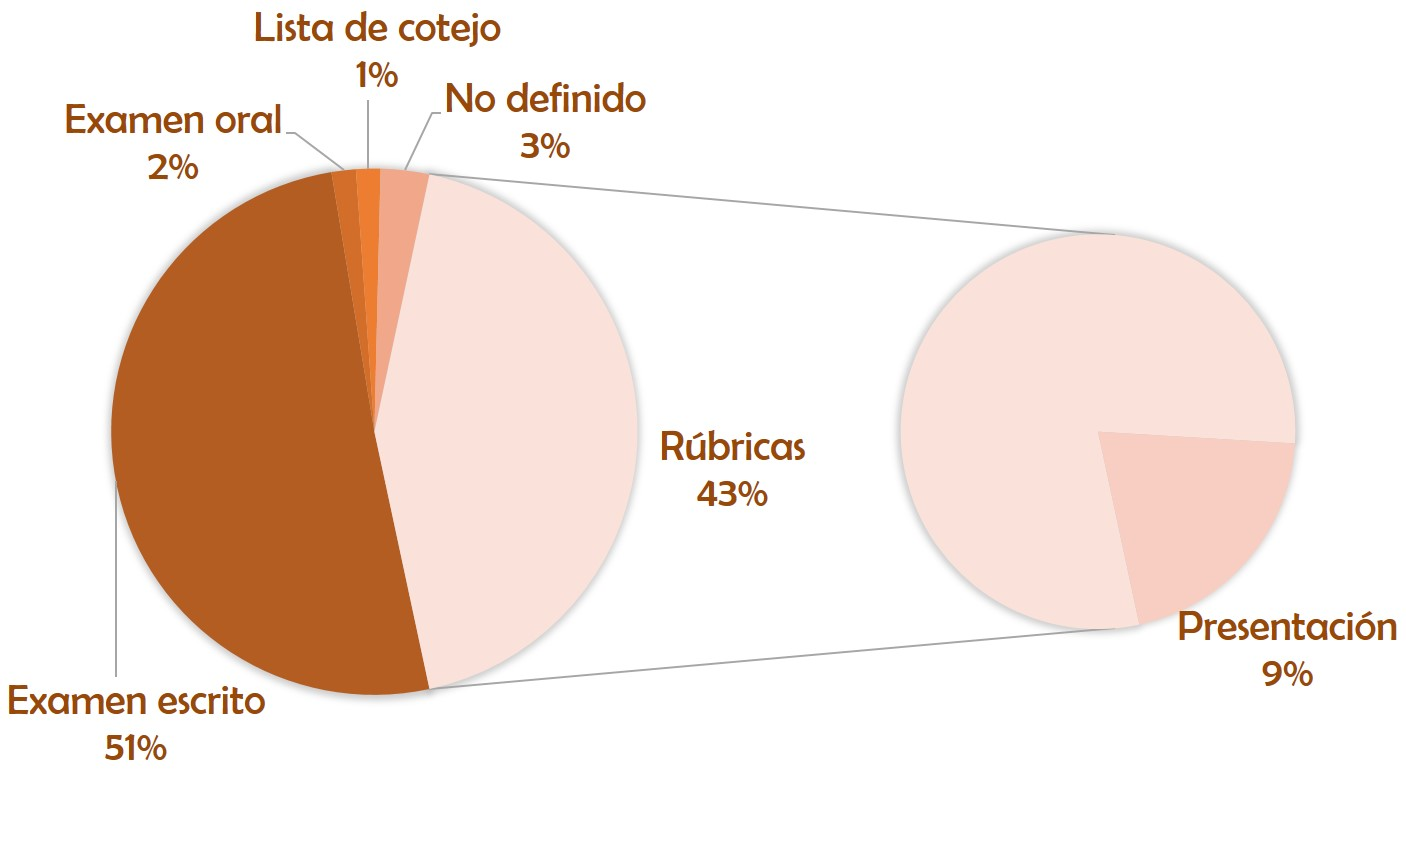 Lista de cotejo
1%
No definido
3%
Examen oral
2%
Rúbricas
43%
Presentación
9%
Examen escrito
51%